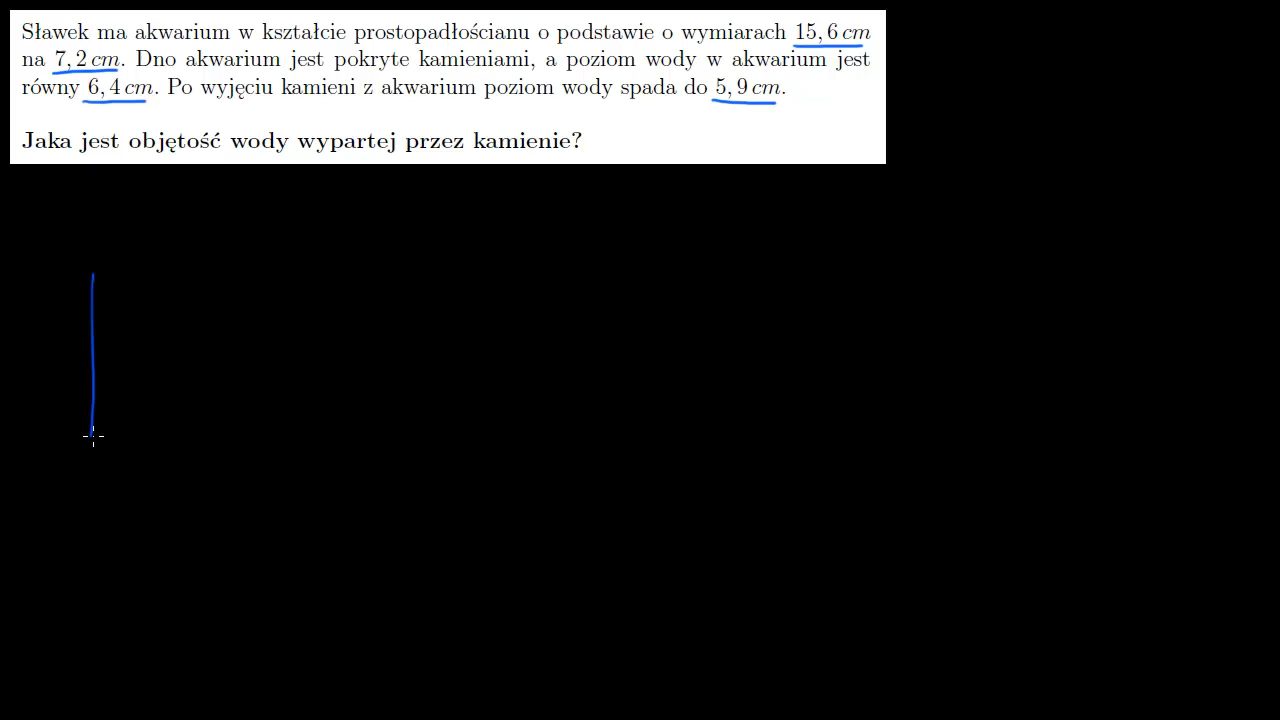 Sławek ma akwarium w kształcie prostopadłościanu o podstawie o wymiarach 15,6 cm
na 7,2 cm. Dno akwarium jest pokryte kamieniami, a poziom wody w akwarium jest
równy 6,4 cm. Po wyjęciu kamieni z akwarium poziom wody spada do 5,9 cm.
Jaka jest objętość wody wypartej przez kamienie?